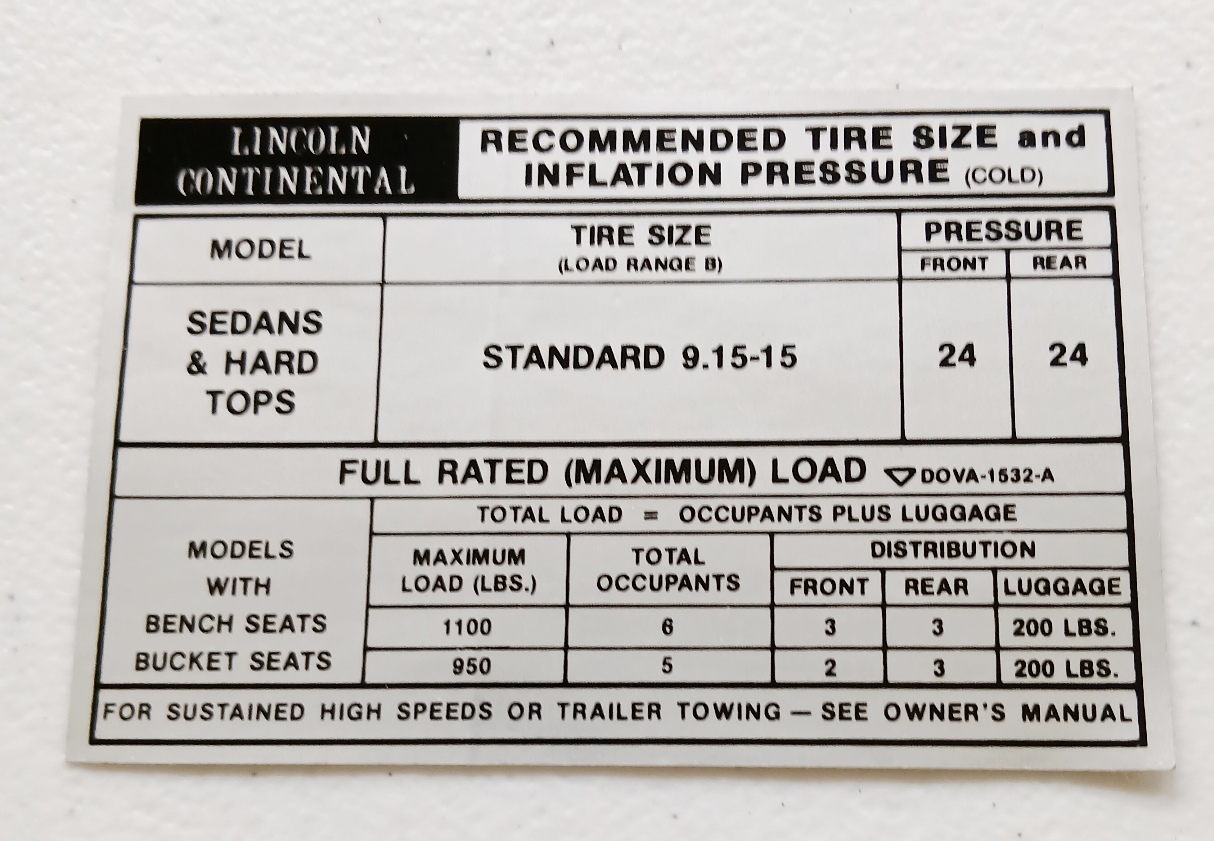 LINCOLN
CONTINENTAL
RECOMMENDED TIRE SIZE and
INFLATION PRESSURE (COLD)
MODEL
TIRE SIZE
(LOAD RANGE B)
PRESSURE
FRONT REAR
SEDANS
& HARD
TOPS
STANDARD 9.15-15
24 24
FULL RATED (MAXIMUM) LOAD ▽ DOVA-1532-A
TOTAL LOAD = OCCUPANTS PLUS LUGGAGE
MODELS
WITH
MAXIMUM
LOAD (LBS.)
TOTAL
OCCUPANTS
DISTRIBUTION
FRONT REAR LUGGAGE
BENCH SEATS 1100 6 3 3 200 LBS.
BUCKET SEATS 950 5 2 3 200 LBS.
FOR SUSTAINED HIGH SPEEDS OR TRAILER TOWING — SEE OWNER'S MANUAL